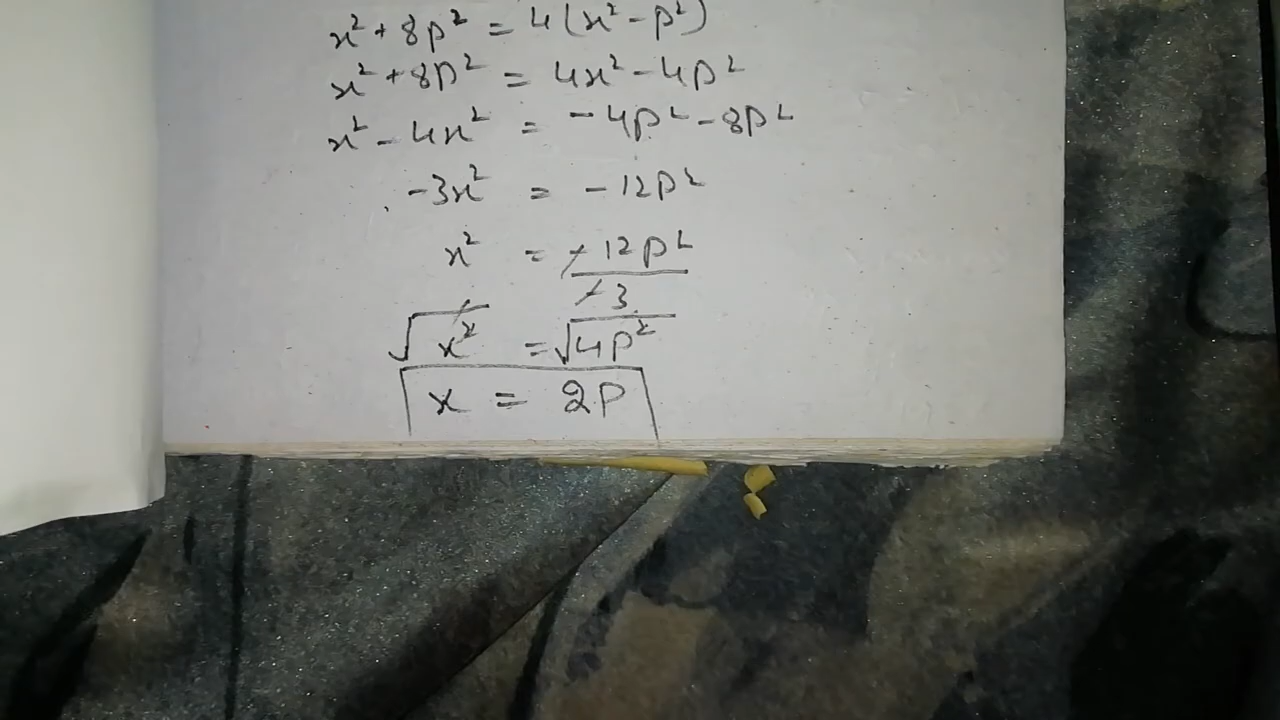 x² + 8p² = 4(x² - p²)
x² + 8p² = 4x² - 4p²
x² - 4x² = -4p² - 8p²
-3x² = -12p²
x² = -12p² / -3
√x² = √4p²
x = 2p